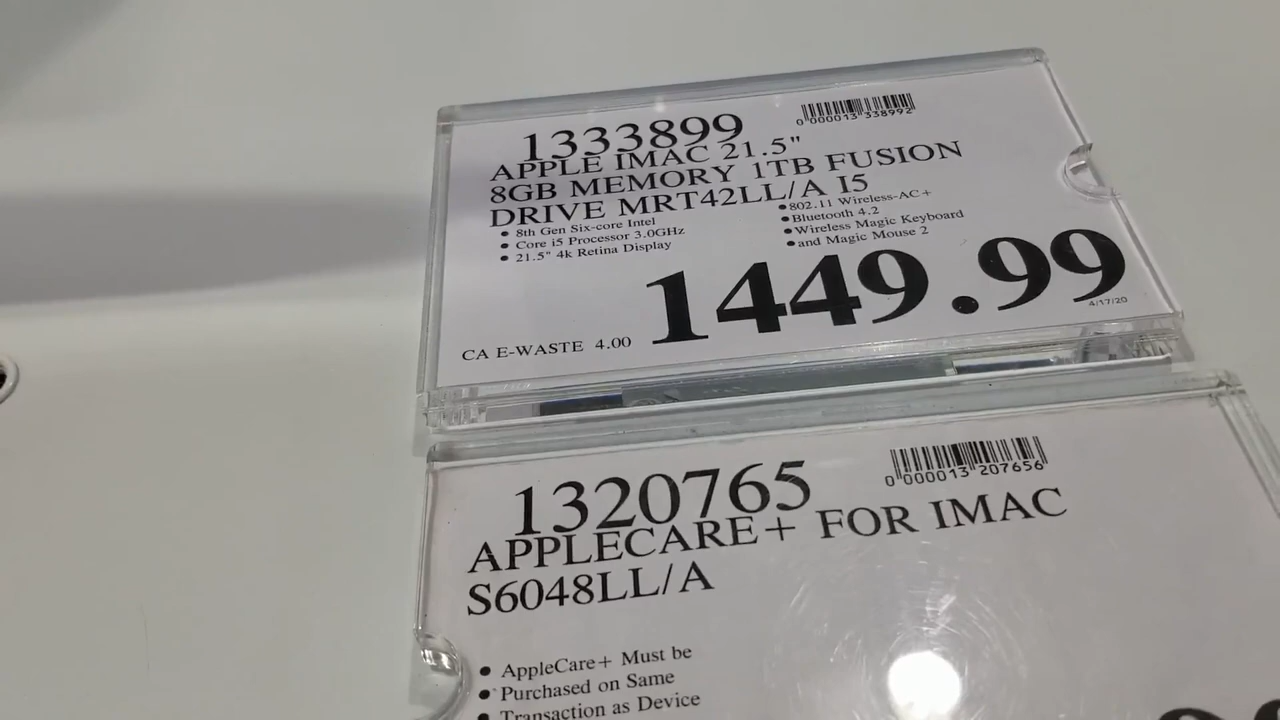 1333899
0 000013 338992
APPLE IMAC 21.5"
8GB MEMORY 1TB FUSION
DRIVE MRT42LL/A I5
• 8th Gen Six-core Intel
• Core i5 Processor 3.0GHz
• 21.5" 4k Retina Display
• 802.11 Wireless-AC+
• Bluetooth 4.2
• Wireless Magic Keyboard
• and Magic Mouse 2
1449.99
4/17/20
CA E-WASTE 4.00
1320765
0 000013 207656
APPLECARE+ FOR IMAC
S6048LL/A
• AppleCare+ Must be
• Purchased on Same
• Transaction as Device